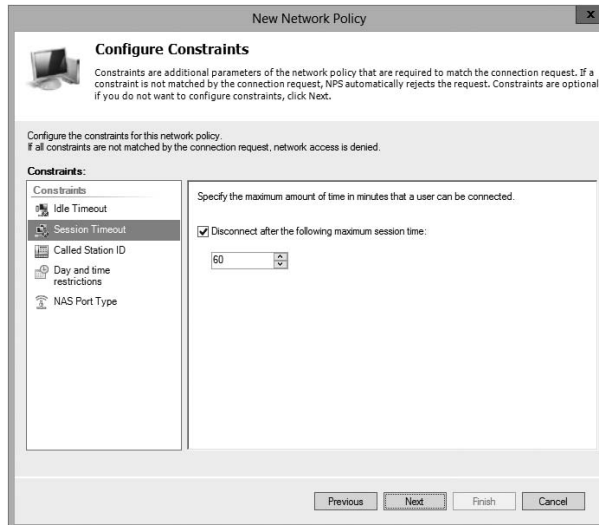 New Network Policy
x
Configure Constraints
Constraints are additional parameters of the network policy that are required to match the connection request. If a
constraint is not matched by the connection request, NPS automatically rejects the request. Constraints are optional
if you do not want to configure constraints, click Next.
Configure the constraints for this network policy.
If all constraints are not matched by the connection request, network access is denied.
Constraints:
Constraints
Idle Timeout
Session Timeout
Called Station ID
Day and time
restrictions
NAS Port Type
Specify the maximum amount of time in minutes that a user can be connected.
Disconnect after the following maximum session time:
60
Previous
Next
Finish
Cancel